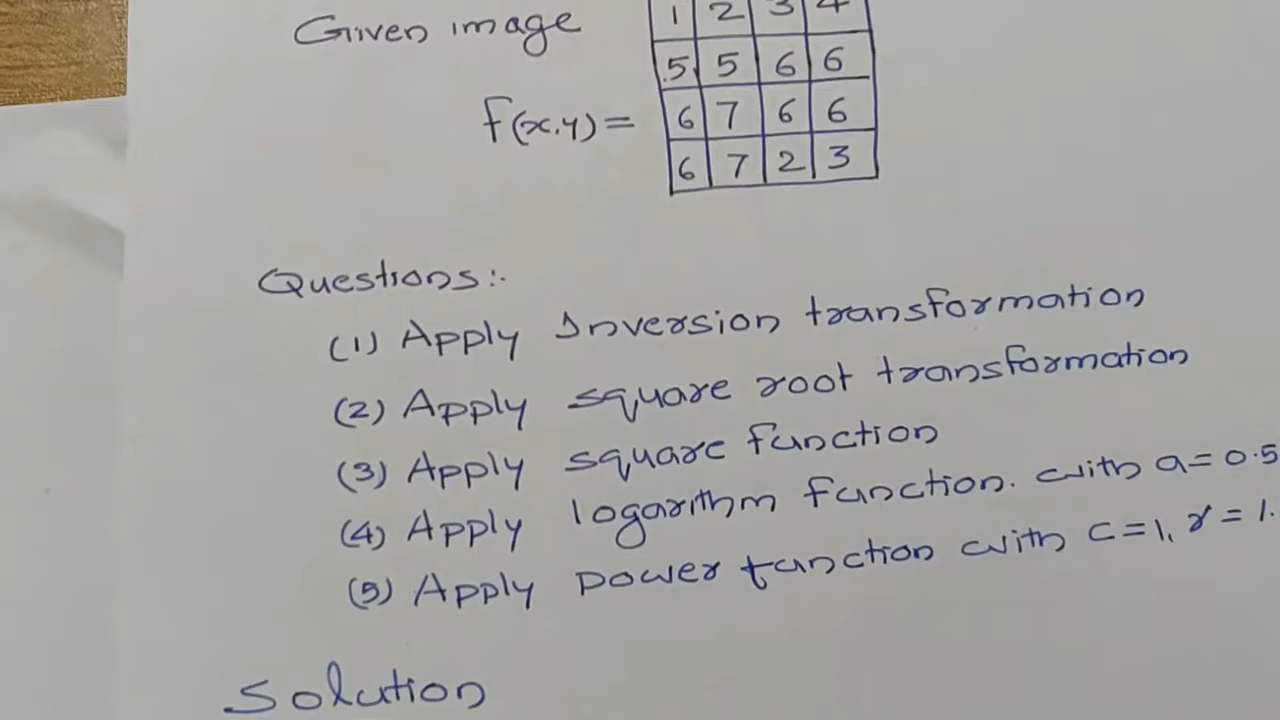 Given image
1 2 3 4
5 5 6 6
f(x,y)= 6 7 6 6
6 7 2 3
Questions:-
(1) Apply Inversion transformation
(2) Apply square root transformation
(3) Apply square function
(4) Apply logarithm function. with a=0.5
(5) Apply power function with c=1, γ=1.
Solution